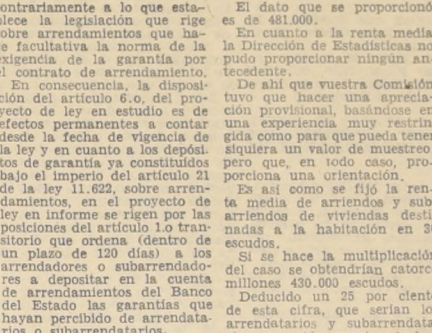 ontrariamente a lo que esta-
lece la legislación que rige
obre arrendamientos que ha-
e facultativa la norma de la
exigencia de la garantía por
el contrato de arrendamiento.
En consecuencia, la disposi-
ción del artículo 6.o, del pro-
yecto de ley en estudio es de
efectos permanentes a contar
desde la fecha de vigencia de
la ley y en cuanto a los depósi-
tos de garantía ya constituídos
bajo el imperio del artículo 21
de la ley 11.622, sobre arren-
damientos, en el proyecto de
ley en informe se rigen por las
posiciones del artículo 1.o tran-
sitorio que ordena (dentro de
un plazo de 120 días) a los
arrendadores o subarrendado-
res a depositar en la cuenta
de arrendamientos del Banco
del Estado las garantías que
hayan percibido de arrendata-
rios o subarrendatarios.
El dato que se proporcionó
es de 481.000.
En cuanto a la renta media
la Dirección de Estadísticas no
pudo proporcionar ningún an-
tecedente.
De ahí que vuestra Comisión
tuvo que hacer una aprecia-
ción provisional, basándose en
una experiencia muy restrin-
gida como para que pueda tener
siquiera un valor de muestreo
pero que, en todo caso, pro-
porciona una orientación.
Es así como se fijó la ren-
ta media de arriendos y sub-
arriendos de viviendas desti-
nadas a la habitación en 30
escudos.
Si se hace la multiplicación
del caso se obtendrían catorce
millones 430.000 escudos.
Deducido un 25 por ciento
de esta cifra, que serían los
arrendatarios y subarrendata-